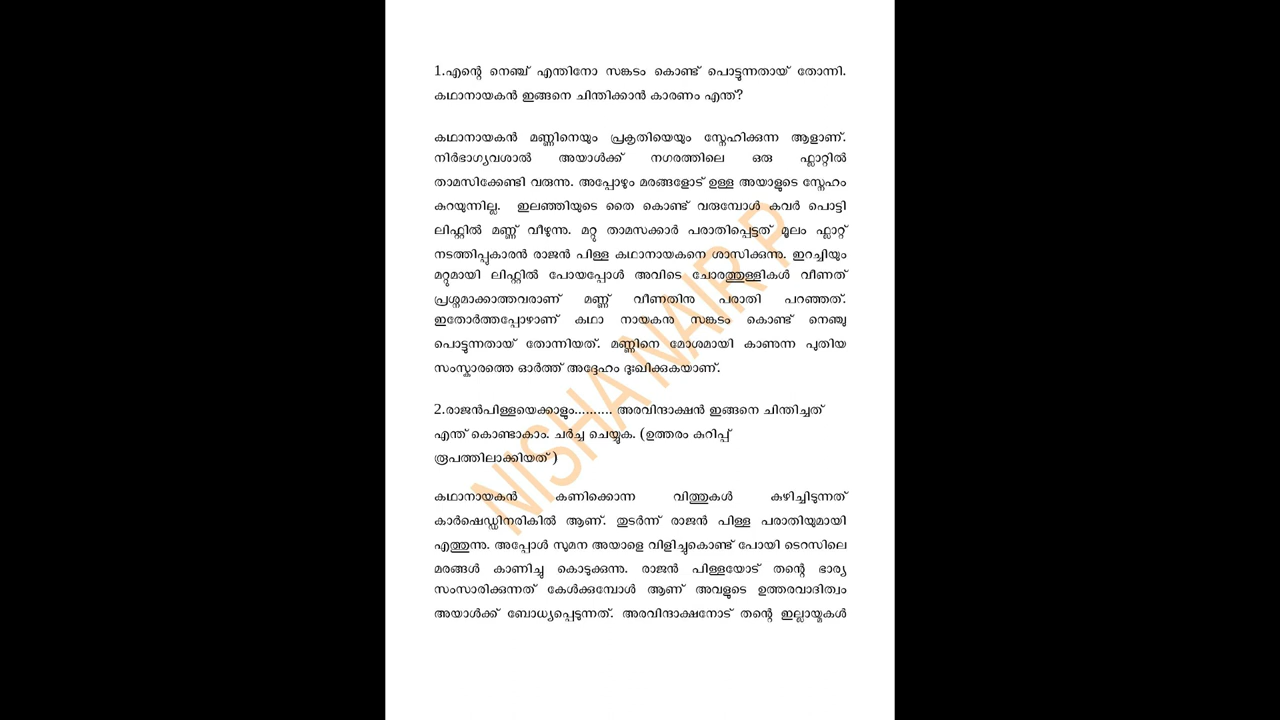 1.എന്റെ നെഞ്ച് എന്തിനോ സങ്കടം കൊണ്ട് പൊട്ടുന്നതായ് തോന്നി.
കഥാനായകൻ ഇങ്ങനെ ചിന്തിക്കാൻ കാരണം എന്ത്?
കഥാനായകൻ മണ്ണിനെയും പ്രകൃതിയെയും സ്നേഹിക്കുന്ന ആളാണ്.
നിർഭാഗ്യവശാൽ അയാൾക്ക് നഗരത്തിലെ ഒരു ഫ്ലാറ്റിൽ
താമസിക്കേണ്ടി വരുന്നു. അപ്പോഴും മരങ്ങളോട് ഉള്ള അയാളുടെ സ്നേഹം
കുറയുന്നില്ല. ഇലഞ്ഞിയുടെ തൈ കൊണ്ട് വരുമ്പോൾ കവർ പൊട്ടി
ലിഫ്റ്റിൽ മണ്ണ് വീഴുന്നു. മറ്റു താമസക്കാർ പരാതിപ്പെട്ടത് മൂലം ഫ്ലാറ്റ്
നടത്തിപ്പുകാരൻ രാജൻ പിള്ള കഥാനായകനെ ശാസിക്കുന്നു. ഇറച്ചിയും
മറ്റുമായി ലിഫ്റ്റിൽ പോയപ്പോൾ അവിടെ ചോരത്തുള്ളികൾ വീണത്
പ്രശ്നമാക്കാത്തവരാണ് മണ്ണ് വീണതിനു പരാതി പറഞ്ഞത്.
ഇതോർത്തപ്പോഴാണ് കഥാ നായകനു സങ്കടം കൊണ്ട് നെഞ്ചു
പൊട്ടുന്നതായ് തോന്നിയത്. മണ്ണിനെ മോശമായി കാണുന്ന പുതിയ
സംസ്കാരത്തെ ഓർത്ത് അദ്ദേഹം ദുഃഖിക്കുകയാണ്.
2.രാജൻപിള്ളയെക്കാളും.......... അരവിന്ദാക്ഷൻ ഇങ്ങനെ ചിന്തിച്ചത്
എന്ത് കൊണ്ടാകാം. ചർച്ച ചെയ്യുക. (ഉത്തരം കുറിപ്പ്
രൂപത്തിലാക്കിയത് )
കഥാനായകൻ കണിക്കൊന്ന വിത്തുകൾ കുഴിച്ചിടുന്നത്
കാർഷെഡ്ഡിനരികിൽ ആണ്. തുടർന്ന് രാജൻ പിള്ള പരാതിയുമായി
എത്തുന്നു. അപ്പോൾ സുമന അയാളെ വിളിച്ചുകൊണ്ട് പോയി ടെറസിലെ
മരങ്ങൾ കാണിച്ചു കൊടുക്കുന്നു. രാജൻ പിള്ളയോട് തന്റെ ഭാര്യ
സംസാരിക്കുന്നത് കേൾക്കുമ്പോൾ ആണ് അവളുടെ ഉത്തരവാദിത്വം
അയാൾക്ക് ബോധ്യപ്പെടുന്നത്. അരവിന്ദാക്ഷനോട് തന്റെ ഇല്ലായ്മകൾ
NISHA NAIR P